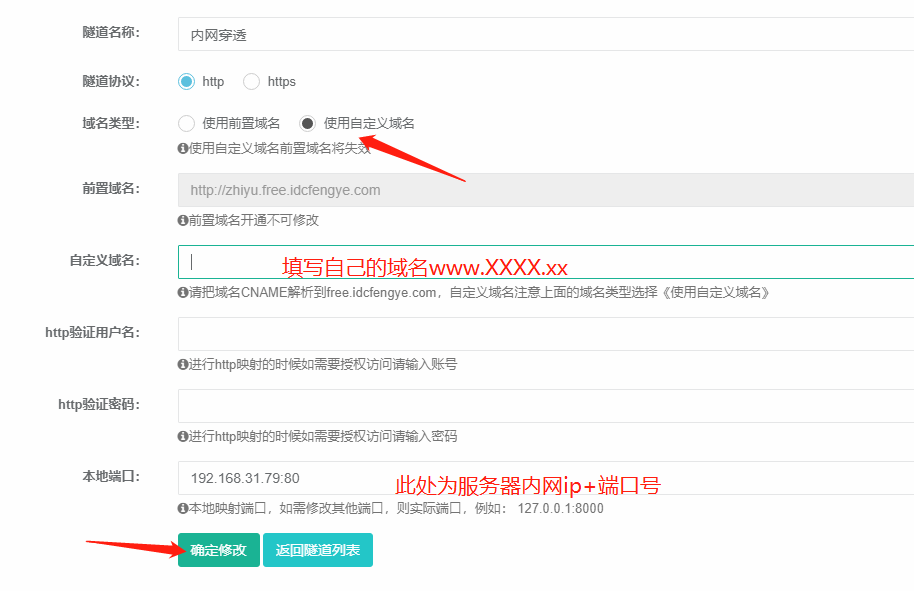 隧道名称： 内网穿透
隧道协议： http https
域名类型： 使用前置域名 使用自定义域名
使用自定义域名前置域名将失效
前置域名： http://zhiyu.free.idcfengye.com
前置域名开通不可修改
自定义域名： 填写自己的域名www.XXXX.xx
请把域名CNAME解析到free.idcfengye.com，自定义域名注意上面的域名类型选择《使用自定义域名》
http验证用户名：
进行http映射的时候如需要授权访问请输入账号
http验证密码：
进行http映射的时候如需要授权访问请输入密码
本地端口： 192.168.31.79:80 此处为服务器内网ip+端口号
本地映射端口，如需修改其他端口，则实际端口，例如： 127.0.0.1:8000
确定修改 返回隧道列表